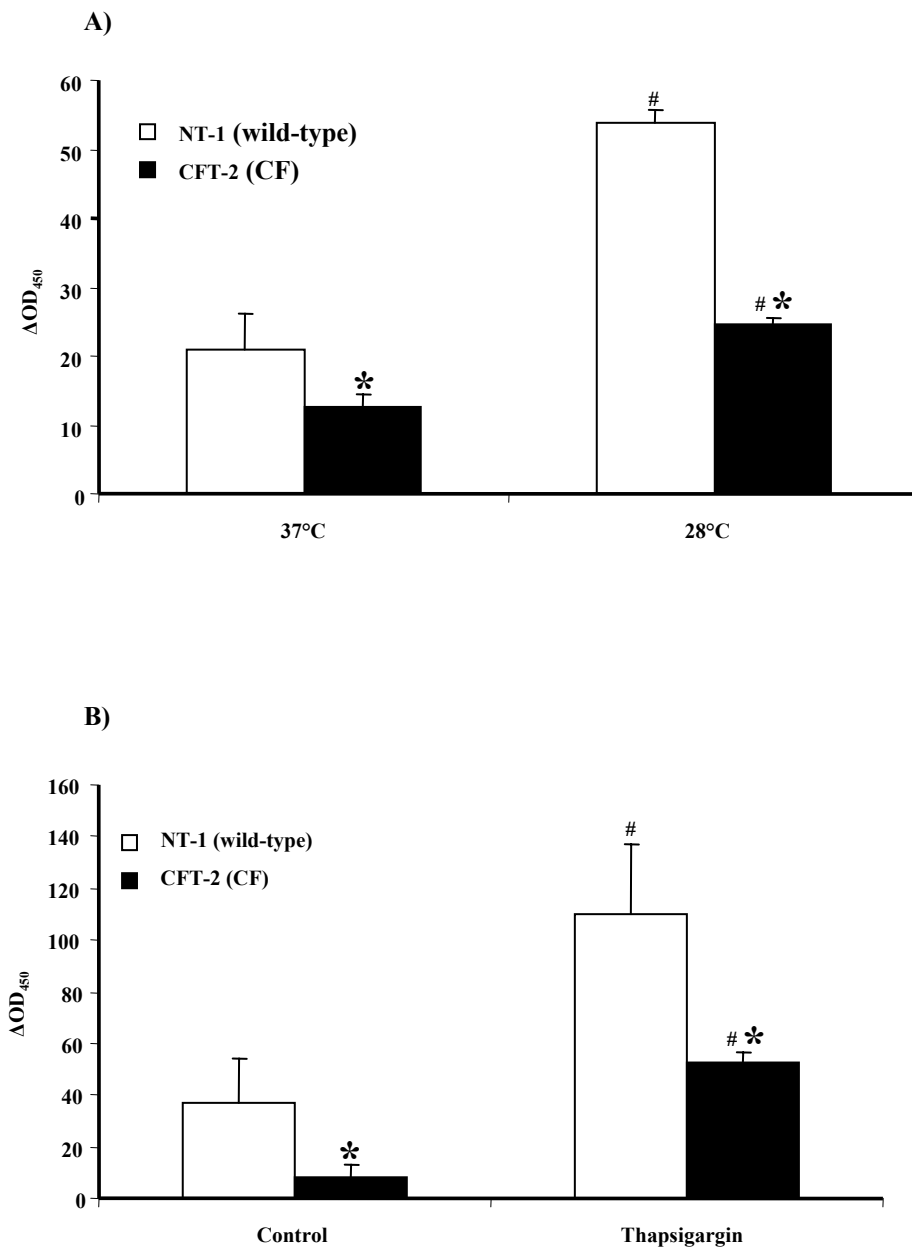 A)
60
50
40
30
20
10
0
ΔOD450
NT-1 (wild-type)
CFT-2 (CF)
*
#
# *
37°C
28°C
B)
160
140
120
100
80
60
40
20
0
ΔOD450
NT-1 (wild-type)
CFT-2 (CF)
*
#
# *
Control
Thapsigargin